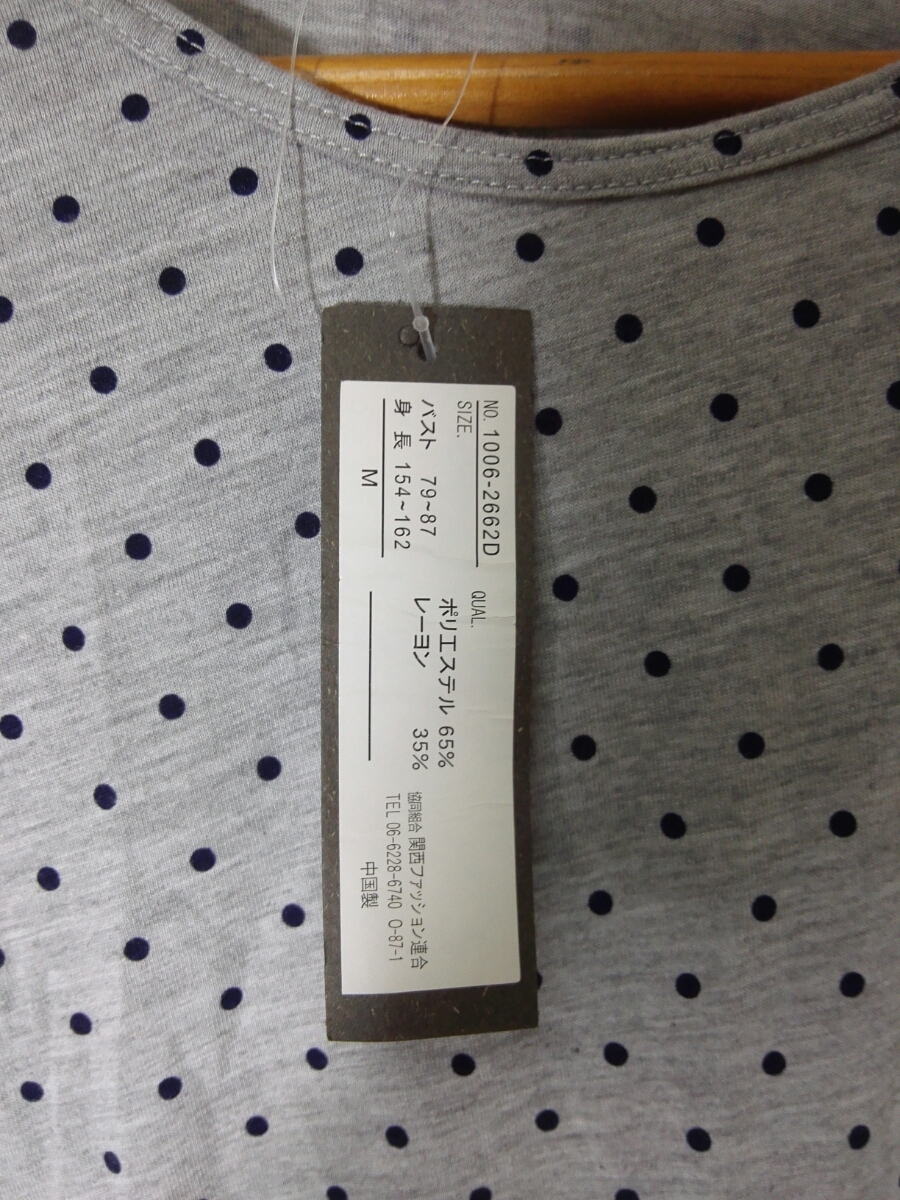 NO. 1006-2662D
SIZE.
バスト 79~87
身 長 154~162
M
QUAL.
ポリエステル 65%
レーヨン 35%
協同組合 関西ファッション連合
TEL 06-6228-6740 O-87-1
中国製